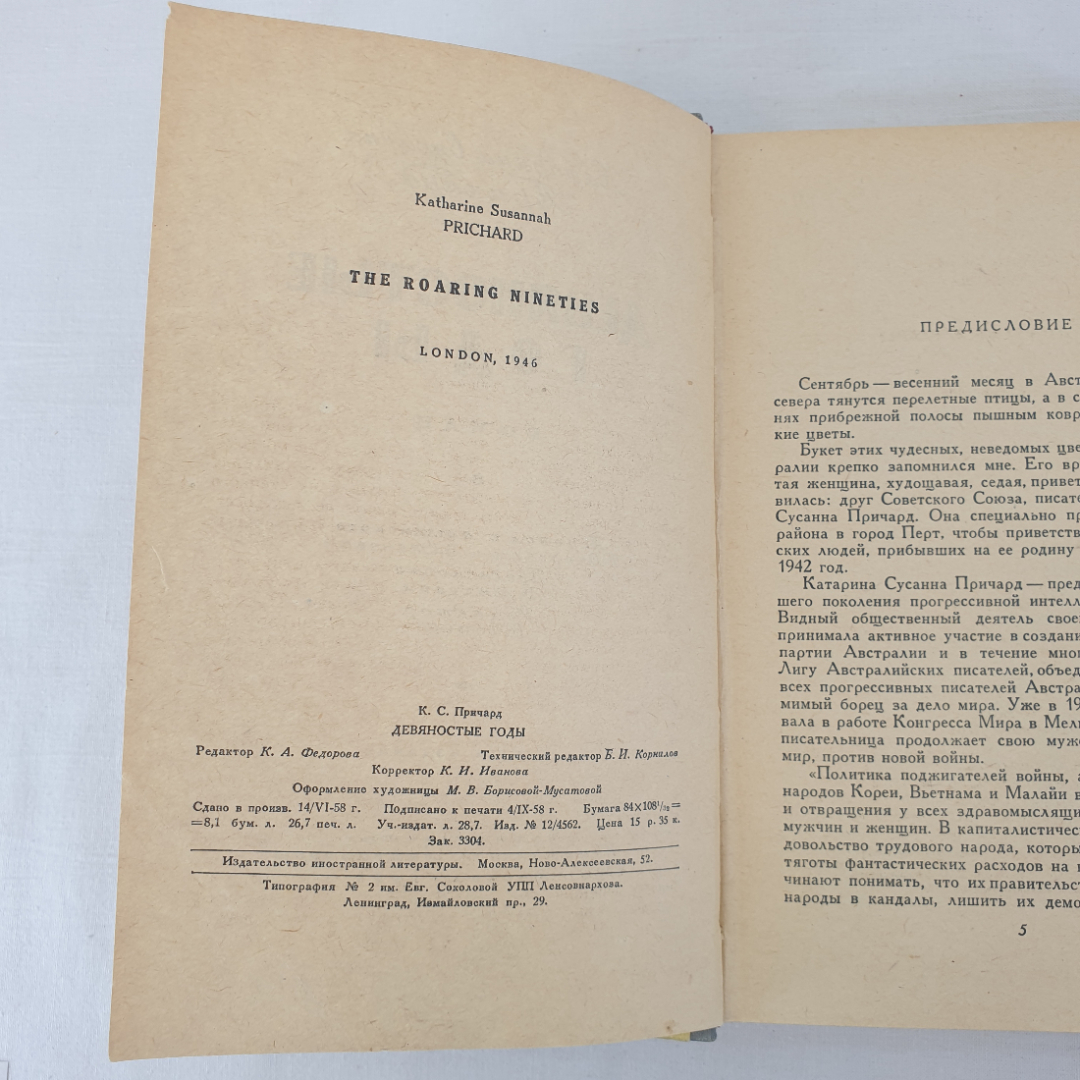 Katharine Susannah
PRICHARD
THE ROARING NINETIES
LONDON, 1946
К. С. Причард
ДЕВЯНОСТЫЕ ГОДЫ
Редактор К. А. Федорова Технический редактор Б. И. Корнилов
Корректор К. И. Иванова
Оформление художницы М. В. Борисовой-Мусатовой
Сдано в произв. 14/VI-58 г. Подписано к печати 4/IX-58 г. Бумага 84×108¹/₃₂=
=8,1 бум. л. 26,7 печ. л. Уч.-издат. л. 28,7. Изд. № 12/4562. Цена 15 р. 35 к.
Зак. 3304.
Издательство иностранной литературы. Москва, Ново-Алексеевская, 52.
Типография № 2 им. Евг. Соколовой УПП Ленсовнархоза.
Ленинград, Измайловский пр., 29.
ПРЕДИСЛОВИЕ
Сентябрь — весенний месяц в Авст
севера тянутся перелетные птицы, а в с
нях прибрежной полосы пышным ковр
кие цветы.
Букет этих чудесных, неведомых цве
ралии крепко запомнился мне. Его вр
тая женщина, худощавая, седая, привет
вилась: друг Советского Союза, писате
Сусанна Причард. Она специально пр
района в город Перт, чтобы приветств
ских людей, прибывших на ее родину
1942 год.
Катарина Сусанна Причард — пред
шего поколения прогрессивной интелл
Видный общественный деятель свое
принимала активное участие в создани
партии Австралии и в течение мног
Лигу Австралийских писателей, объед
всех прогрессивных писателей Австра
мимый борец за дело мира. Уже в 19
вала в работе Конгресса Мира в Мел
писательница продолжает свою муж
мир, против новой войны.
«Политика поджигателей войны, а
народов Кореи, Вьетнама и Малайи в
и отвращения у всех здравомыслящи
мужчин и женщин. В капиталистическ
довольство трудового народа, которы
тяготы фантастических расходов на в
чинают понимать, что их правительст
народы в кандалы, лишить их демо
5